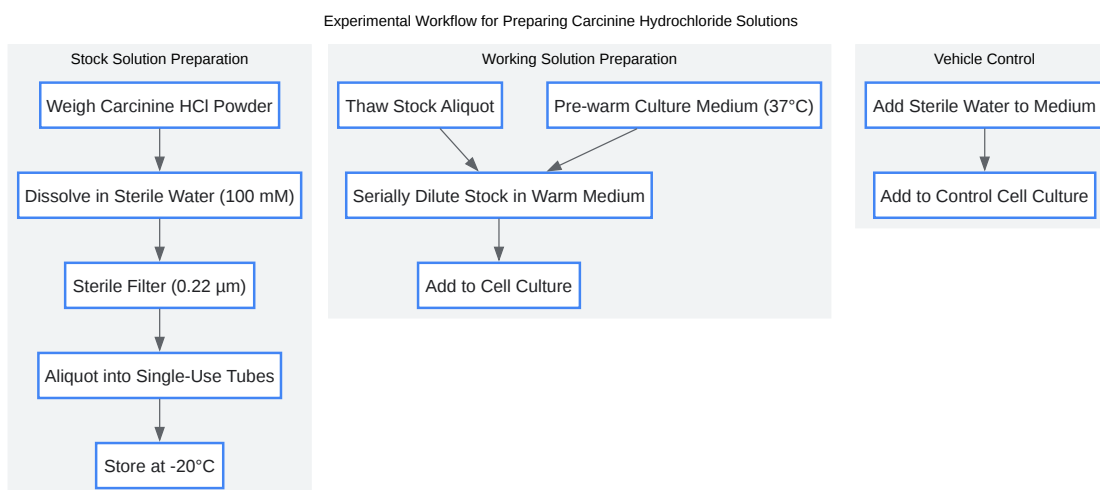 Experimental Workflow for Preparing Carcinine Hydrochloride Solutions
Stock Solution Preparation
Weigh Carcinine HCl Powder
Dissolve in Sterile Water (100 mM)
Sterile Filter (0.22 µm)
Aliquot into Single-Use Tubes
Store at -20°C
Working Solution Preparation
Thaw Stock Aliquot
Pre-warm Culture Medium (37°C)
Serially Dilute Stock in Warm Medium
Add to Cell Culture
Vehicle Control
Add Sterile Water to Medium
Add to Control Cell Culture